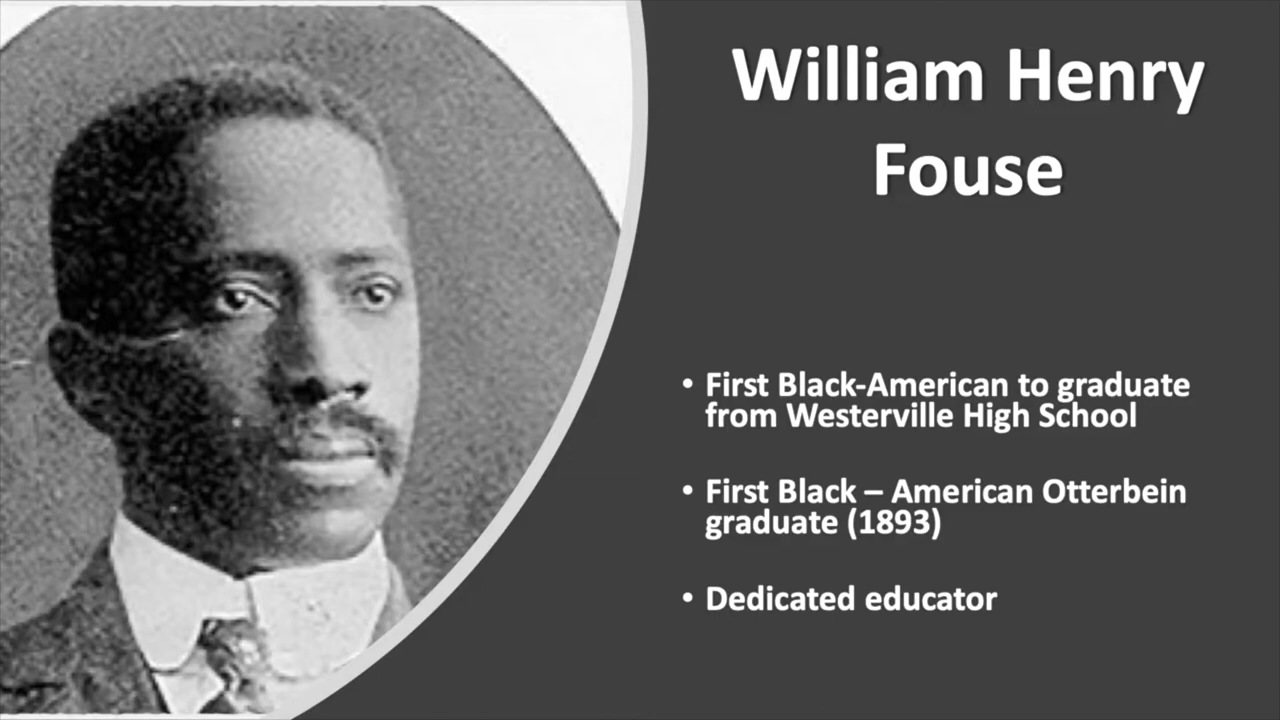 William Henry
Fouse
• First Black-American to graduate
from Westerville High School
• First Black – American Otterbein
graduate (1893)
• Dedicated educator